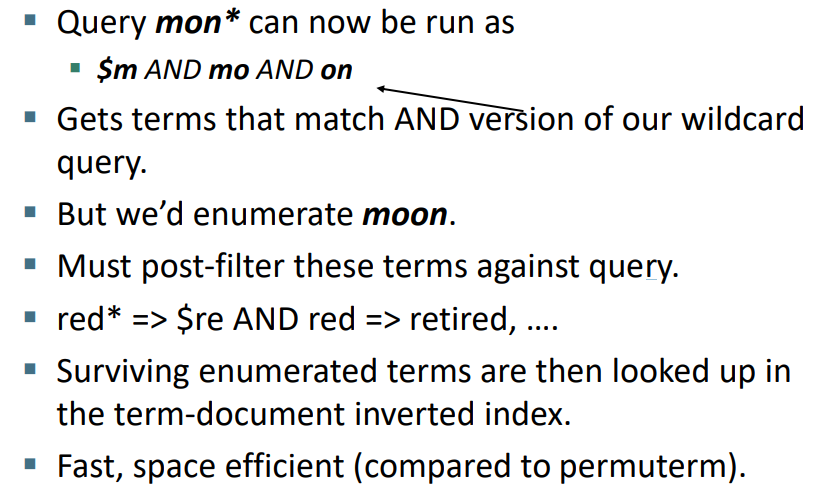 Query mon* can now be run as
$m AND mo AND on
Gets terms that match AND version of our wildcard
query.
But we'd enumerate moon.
Must post-filter these terms against query.
red* => $re AND red => retired, ….
Surviving enumerated terms are then looked up in
the term-document inverted index.
Fast, space efficient (compared to permuterm).